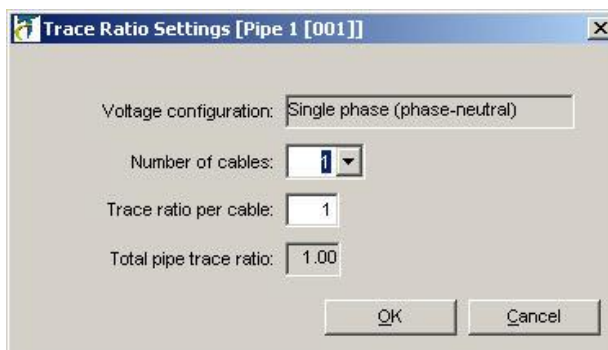 Trace Ratio Settings [Pipe 1 [001]]
Voltage configuration: Single phase (phase-neutral)
Number of cables: 1
Trace ratio per cable: 1
Total pipe trace ratio: 1.00
OK Cancel